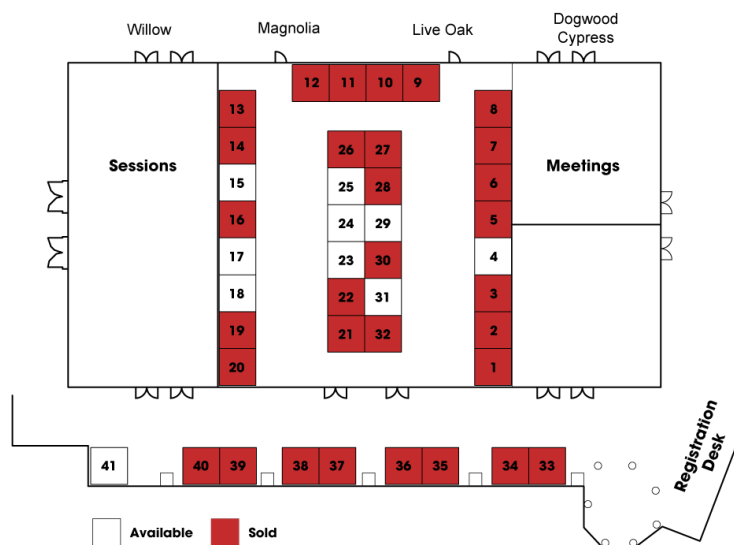 Willow
Magnolia
Live Oak
Dogwood
Cypress
12 11 10 9
13
8
14
26 27
7
Sessions
Meetings
15
25 28
6
16
24 29
5
17
23 30
4
18
22 31
3
19
21 32
2
20
1
41
40 39
38 37
36 35
34 33
Registration
Desk
Available
Sold